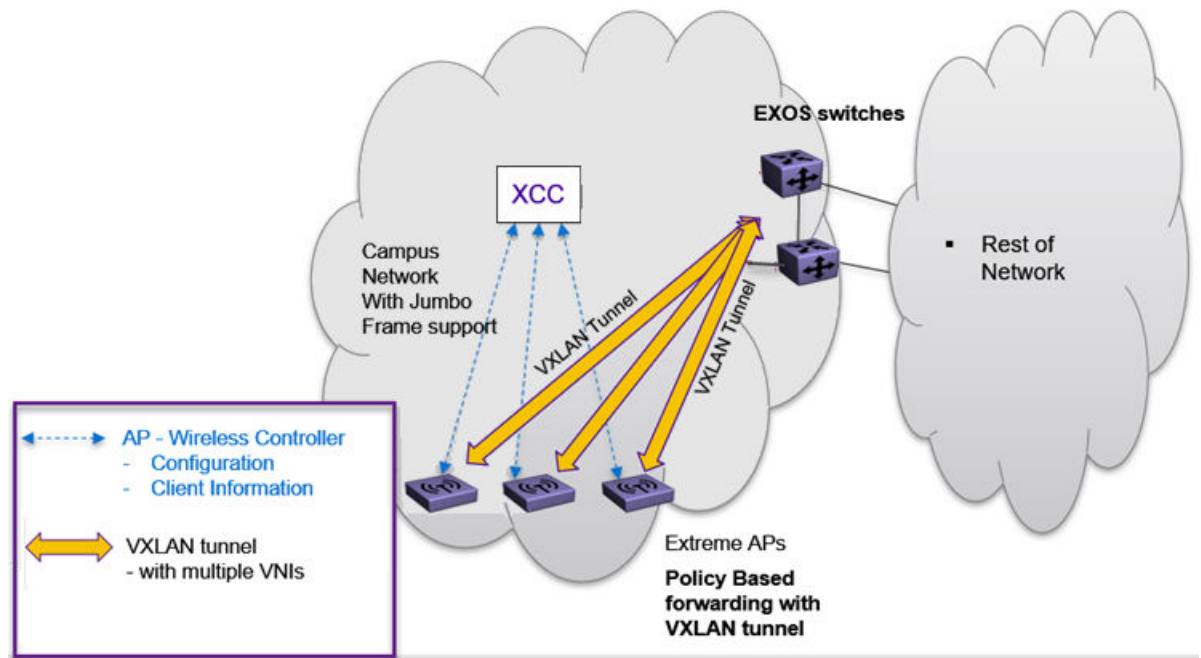 EXOS switches
XCC
Campus
Network
With Jumbo
Frame support
VXLAN Tunnel
VXLAN Tunnel
▪ Rest of
Network
AP - Wireless Controller
- Configuration
- Client Information
VXLAN tunnel
- with multiple VNIs
Extreme APs
Policy Based
forwarding with
VXLAN tunnel